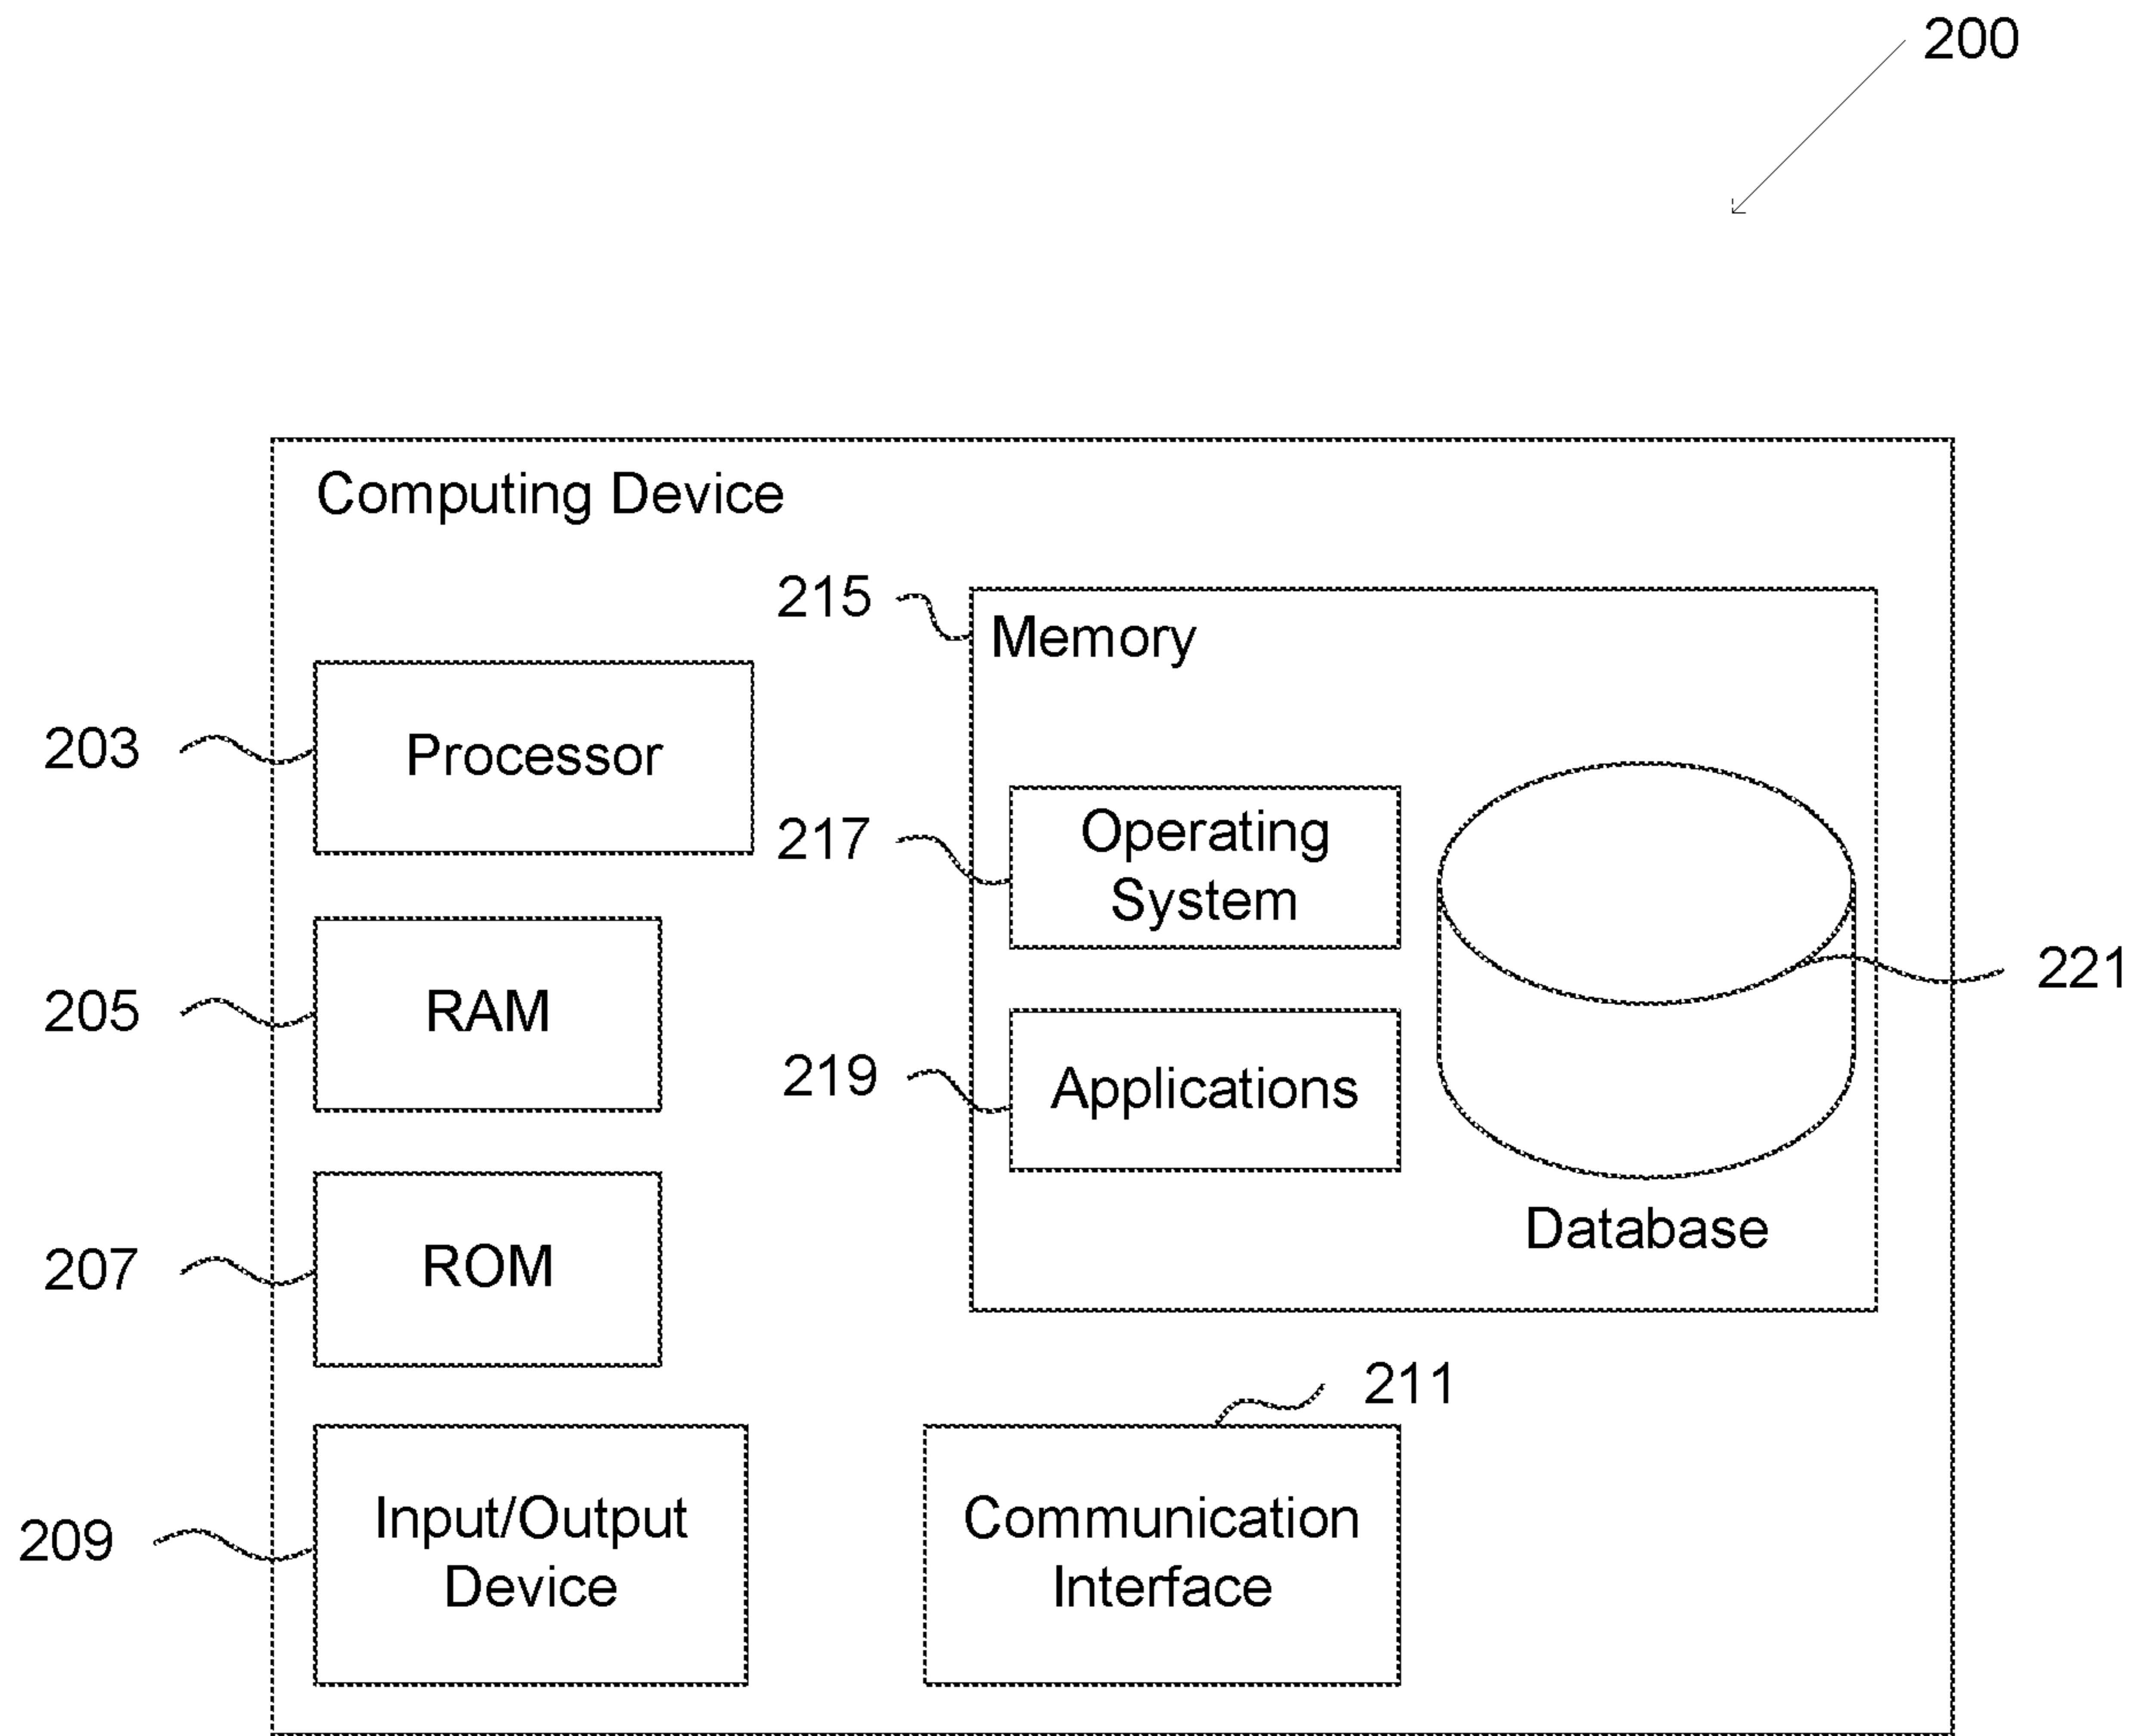 200
Computing Device
215
Memory
203
Processor
217
Operating
System
221
205
RAM
219
Applications
207
ROM
Database
211
209
Input/Output
Device
Communication
Interface